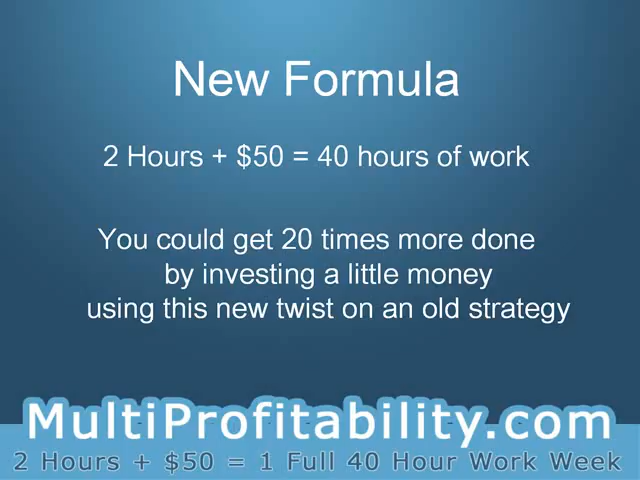 New Formula
2 Hours + $50 = 40 hours of work
You could get 20 times more done
by investing a little money
using this new twist on an old strategy
MultiProfitability.com
2 Hours + $50 = 1 Full 40 Hour Work Week